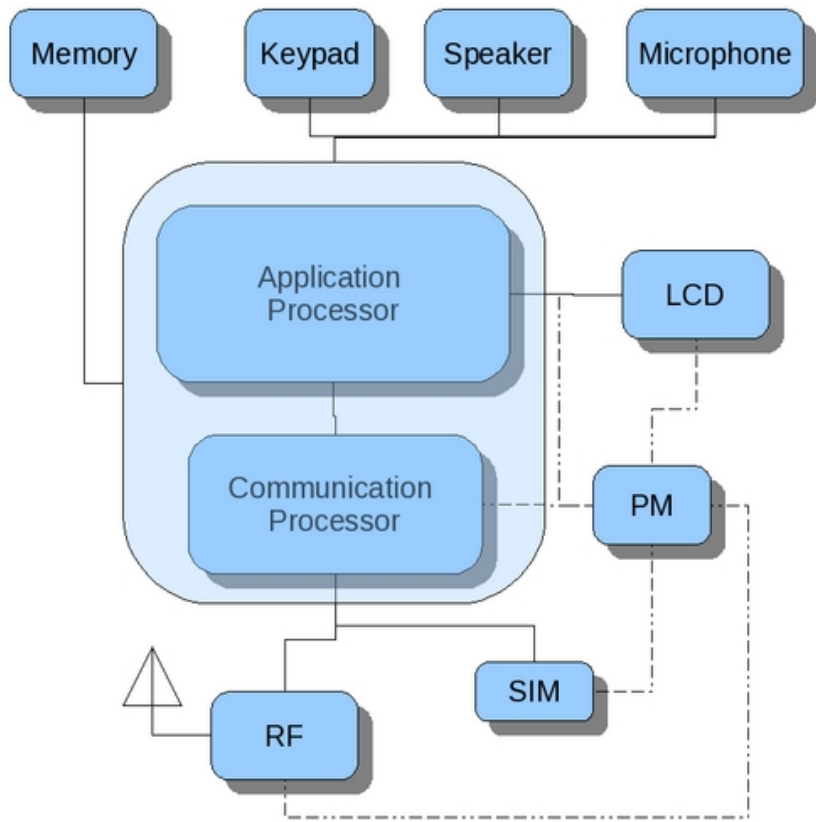 Memory
Keypad
Speaker
Microphone
Application
Processor
LCD
Communication
Processor
PM
SIM
RF